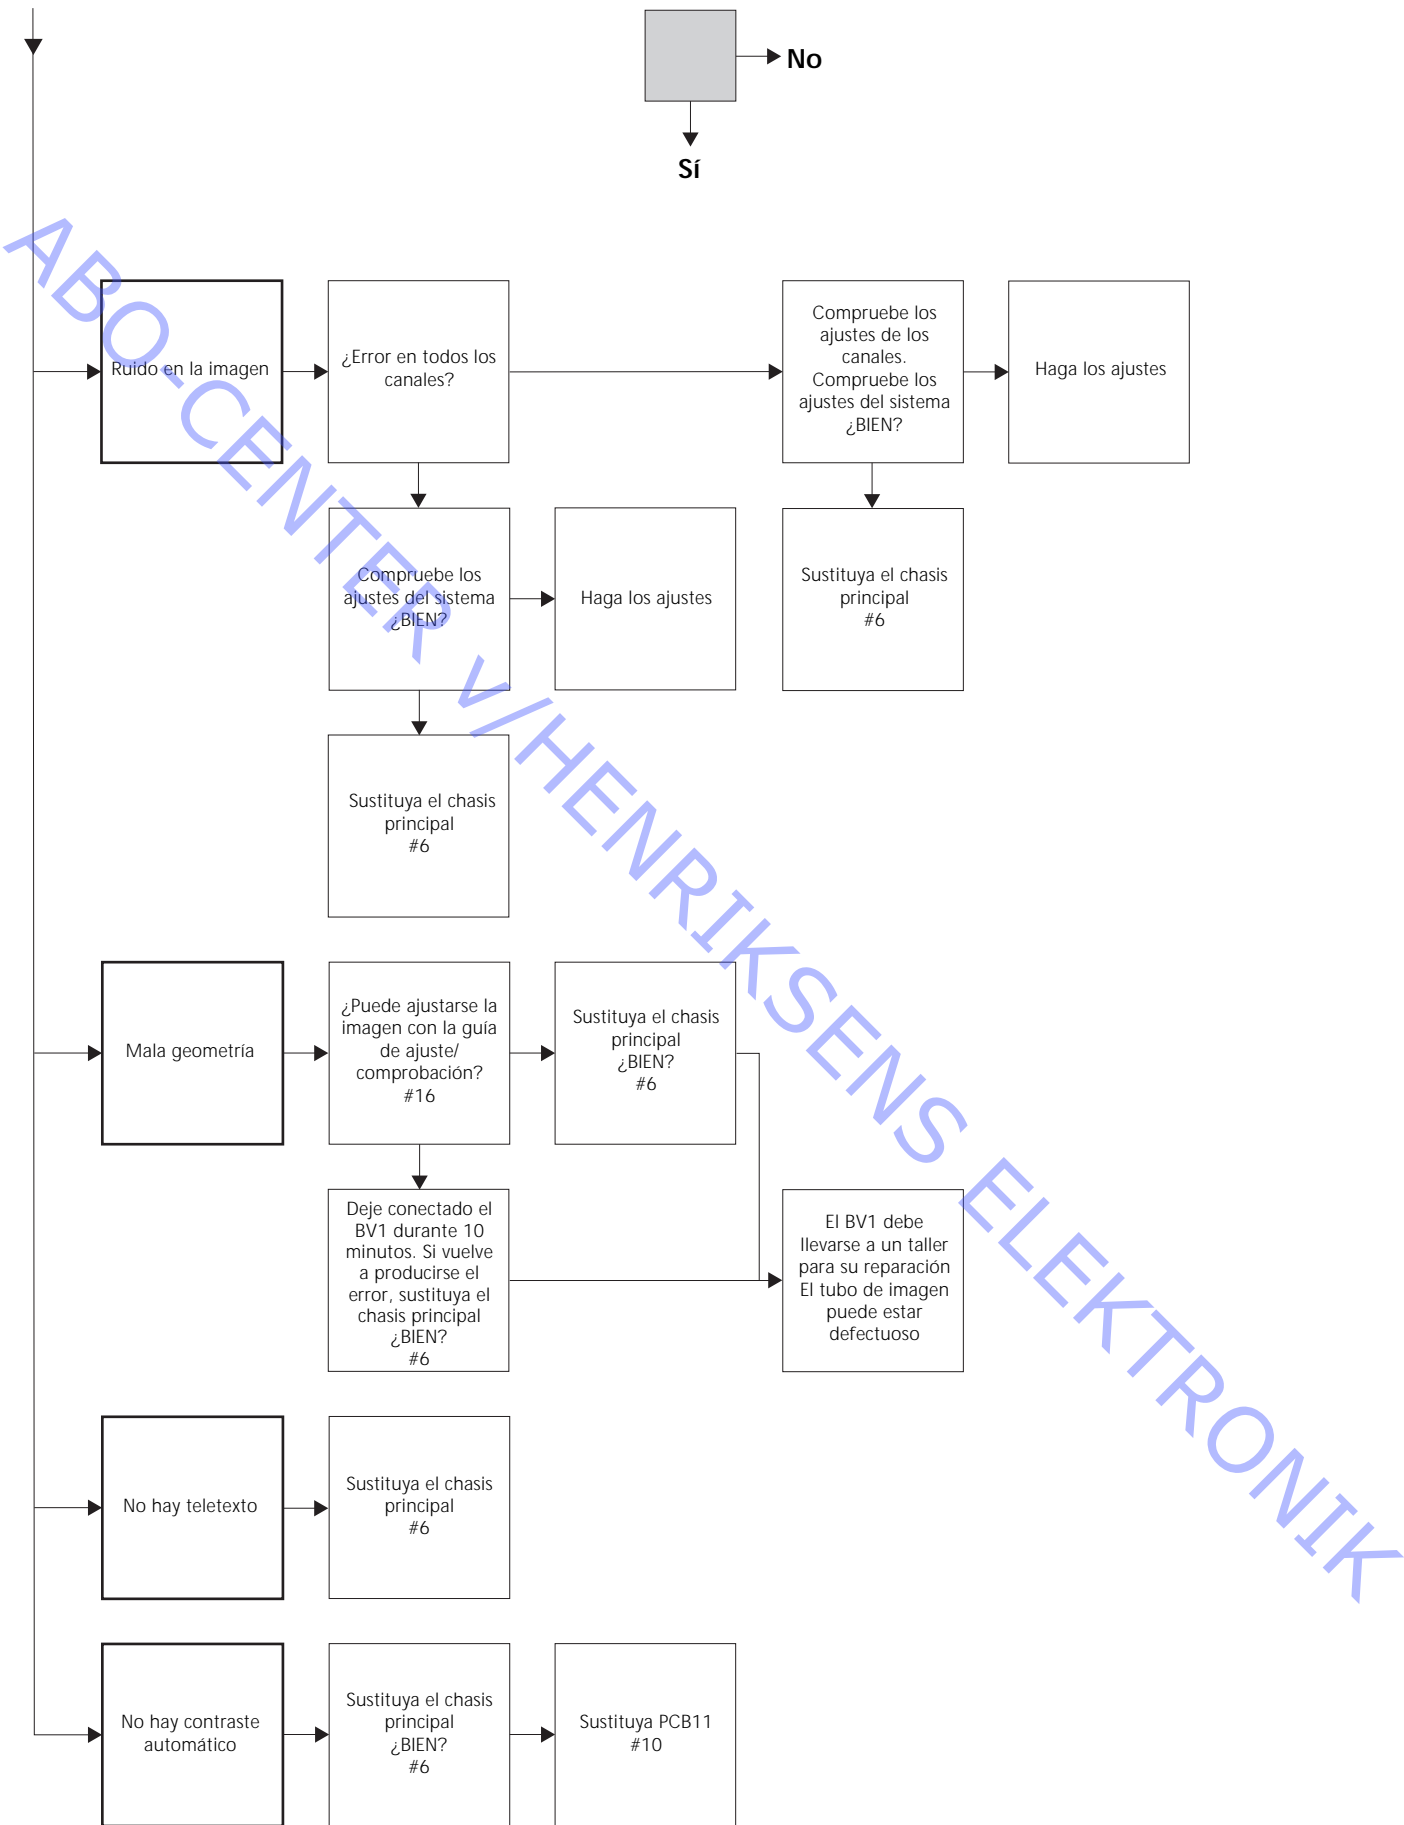 No
Sí
Ruido en la imagen
¿Error en todos los
canales?
Compruebe los
ajustes de los
canales.
Compruebe los
ajustes del sistema
¿BIEN?
Haga los ajustes
Compruebe los
ajustes del sistema
¿BIEN?
Haga los ajustes
Sustituya el chasis
principal
#6
Sustituya el chasis
principal
#6
Mala geometría
¿Puede ajustarse la
imagen con la guía
de ajuste/
comprobación?
#16
Sustituya el chasis
principal
¿BIEN?
#6
Deje conectado el
BV1 durante 10
minutos. Si vuelve
a producirse el
error, sustituya el
chasis principal
¿BIEN?
#6
El BV1 debe
llevarse a un taller
para su reparación
El tubo de imagen
puede estar
defectuoso
No hay teletexto
Sustituya el chasis
principal
#6
No hay contraste
automático
Sustituya el chasis
principal
¿BIEN?
#6
Sustituya PCB11
#10
ABO-CENTER v/HENRIKSENS ELEKTRONIK